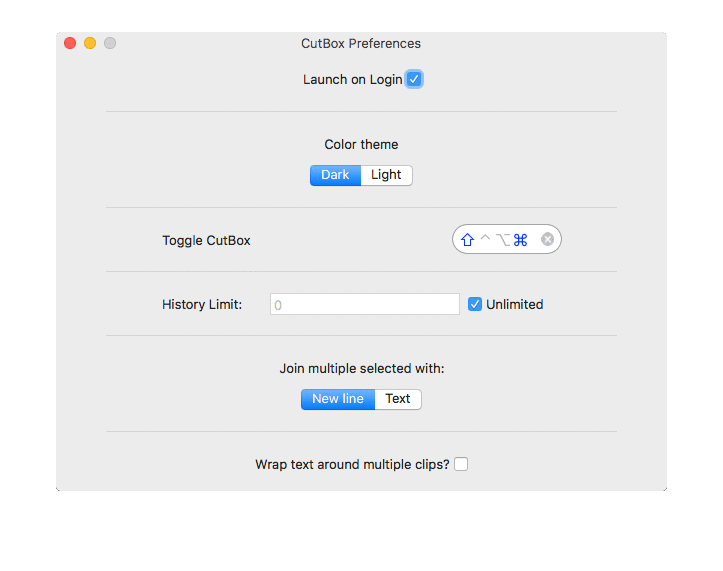 CutBox Preferences
Launch on Login
Color theme
Dark Light
Toggle CutBox ⇧⌃⌥⌘
History Limit: 0 Unlimited
Join multiple selected with:
New line Text
Wrap text around multiple clips?